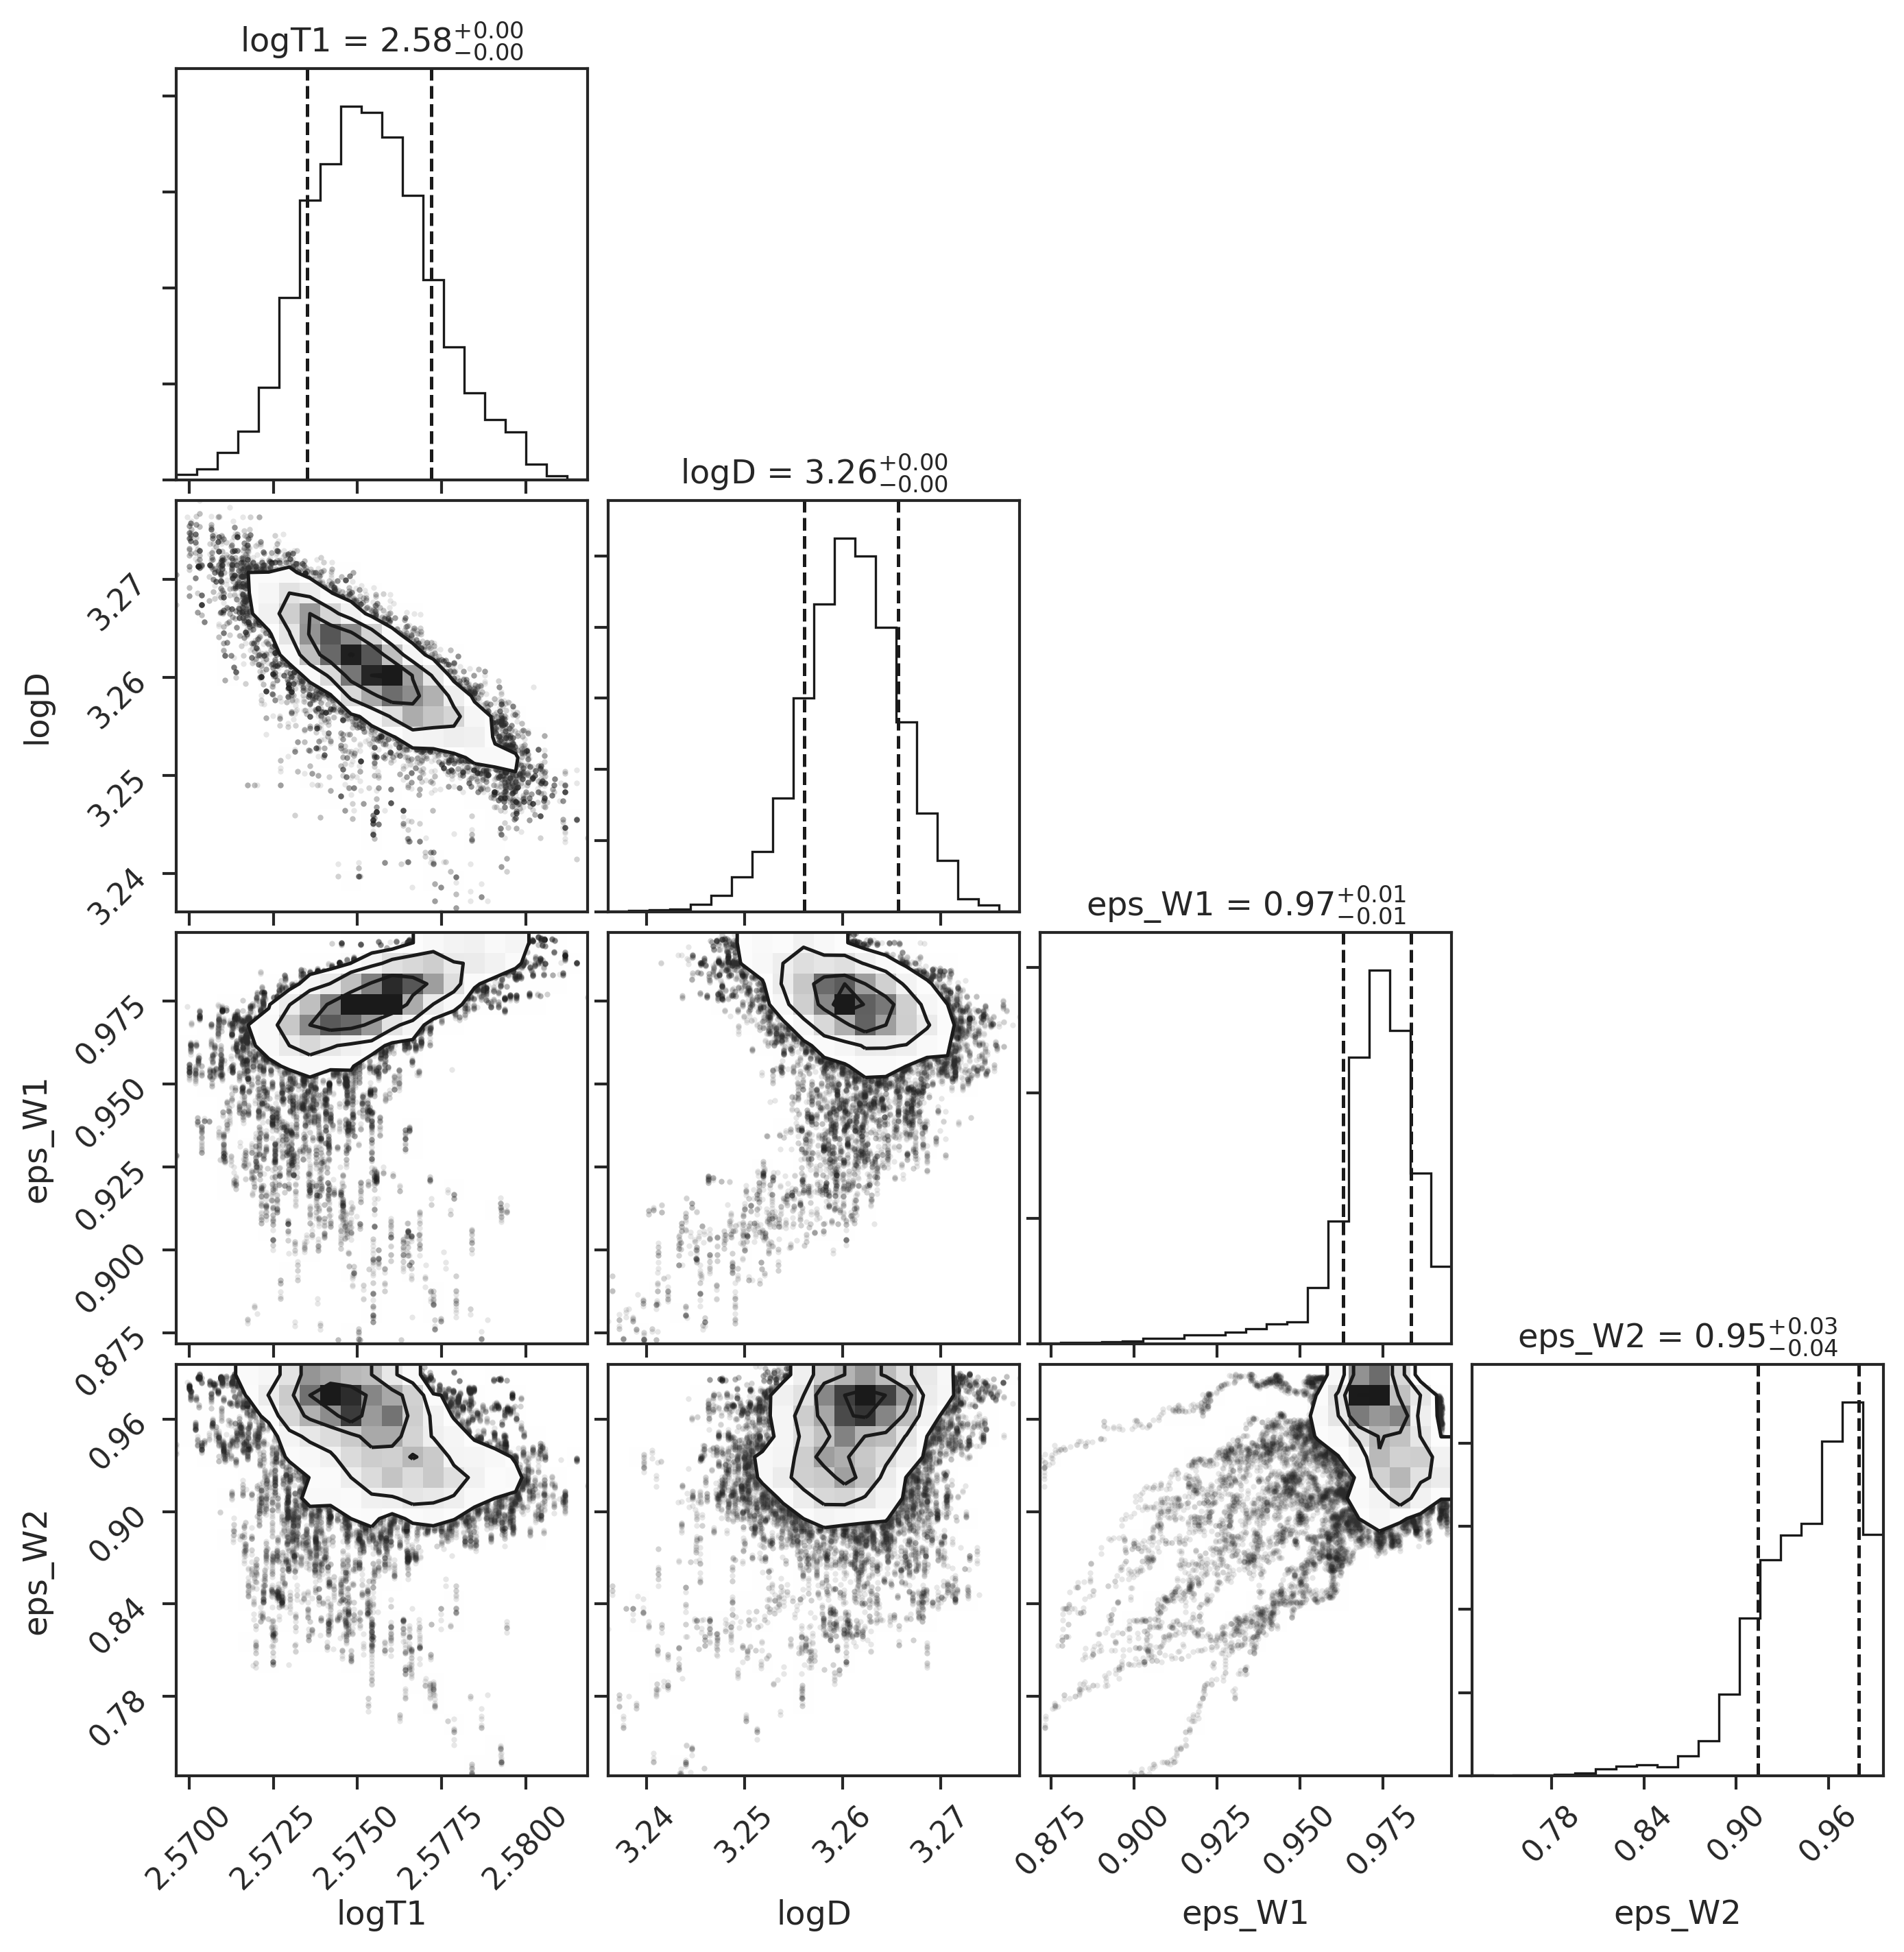 logT1 = 2.58+0.00 −0.00
logD = 3.26+0.00 −0.00
3.27
3.26
3.25
3.24
logD
eps_W1 = 0.97+0.01 −0.01
0.975
0.950
0.925
0.900
0.875
eps_W1
eps_W2 = 0.95+0.03 −0.04
0.96
0.90
0.84
0.78
eps_W2
2.5700 2.5725 2.5750 2.5775 2.5800
3.24 3.25 3.26 3.27
0.875 0.900 0.925 0.950 0.975
0.78 0.84 0.90 0.96
logT1 logD eps_W1 eps_W2